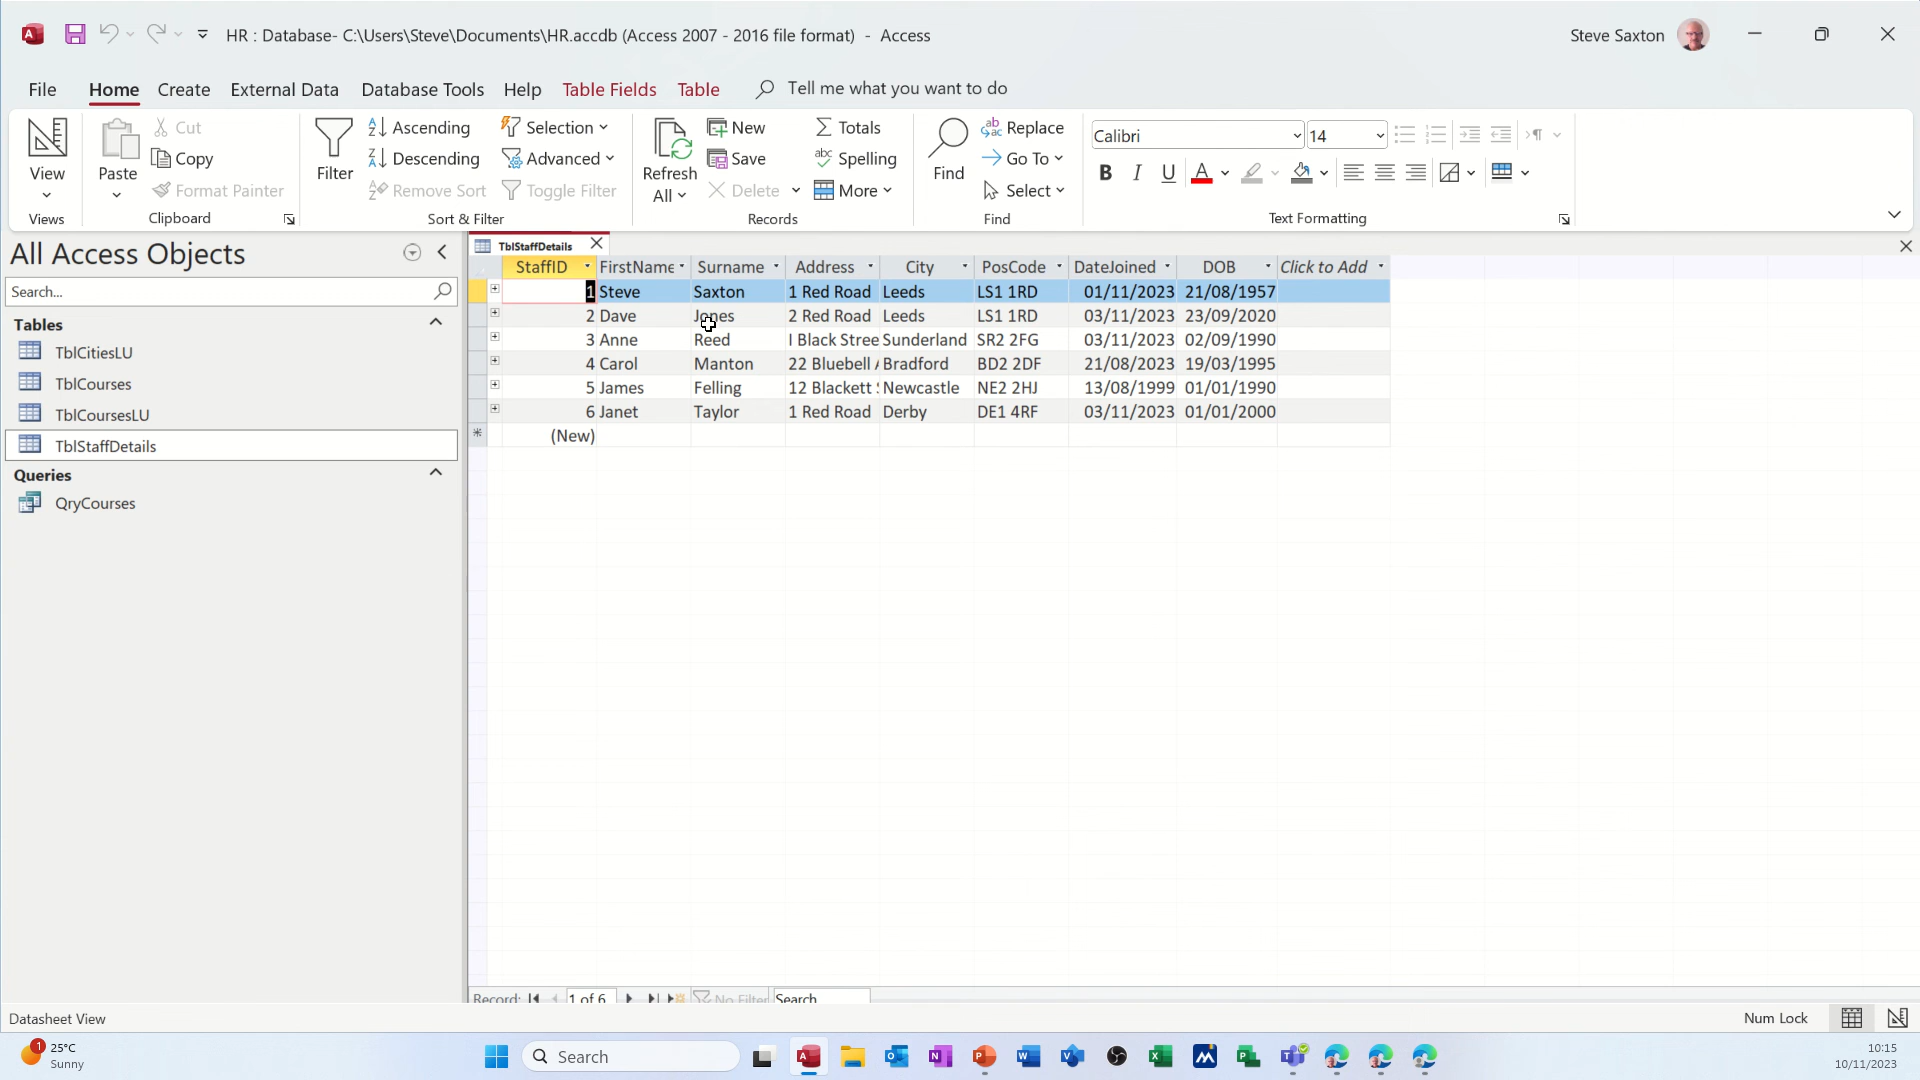 HR : Database- C:\Users\Steve\Documents\HR.accdb (Access 2007 - 2016 file format) - Access
Steve Saxton
File Home Create External Data Database Tools Help Table Fields Table Tell me what you want to do
View
Views
Paste
Cut
Copy
Format Painter
Clipboard
Filter
Ascending
Descending
Remove Sort
Selection
Advanced
Toggle Filter
Sort & Filter
Refresh
All
New
Save
Delete
Totals
Spelling
More
Records
Find
Replace
Go To
Select
Find
Calibri 14
B I U A
Text Formatting
All Access Objects
Search...
Tables
TblCitiesLU
TblCourses
TblCoursesLU
TblStaffDetails
Queries
QryCourses
TblStaffDetails
StaffID FirstName Surname Address City PosCode DateJoined DOB Click to Add
1 Steve Saxton 1 Red Road Leeds LS1 1RD 01/11/2023 21/08/1957
2 Dave Jones 2 Red Road Leeds LS1 1RD 03/11/2023 23/09/2020
3 Anne Reed I Black Stree Sunderland SR2 2FG 03/11/2023 02/09/1990
4 Carol Manton 22 Bluebell Bradford BD2 2DF 21/08/2023 19/03/1995
5 James Felling 12 Blackett Newcastle NE2 2HJ 13/08/1999 01/01/1990
6 Janet Taylor 1 Red Road Derby DE1 4RF 03/11/2023 01/01/2000
(New)
Record: 1 of 6 No Filter Search
Datasheet View
Num Lock
1
25°C
Sunny
Search
10:15
10/11/2023